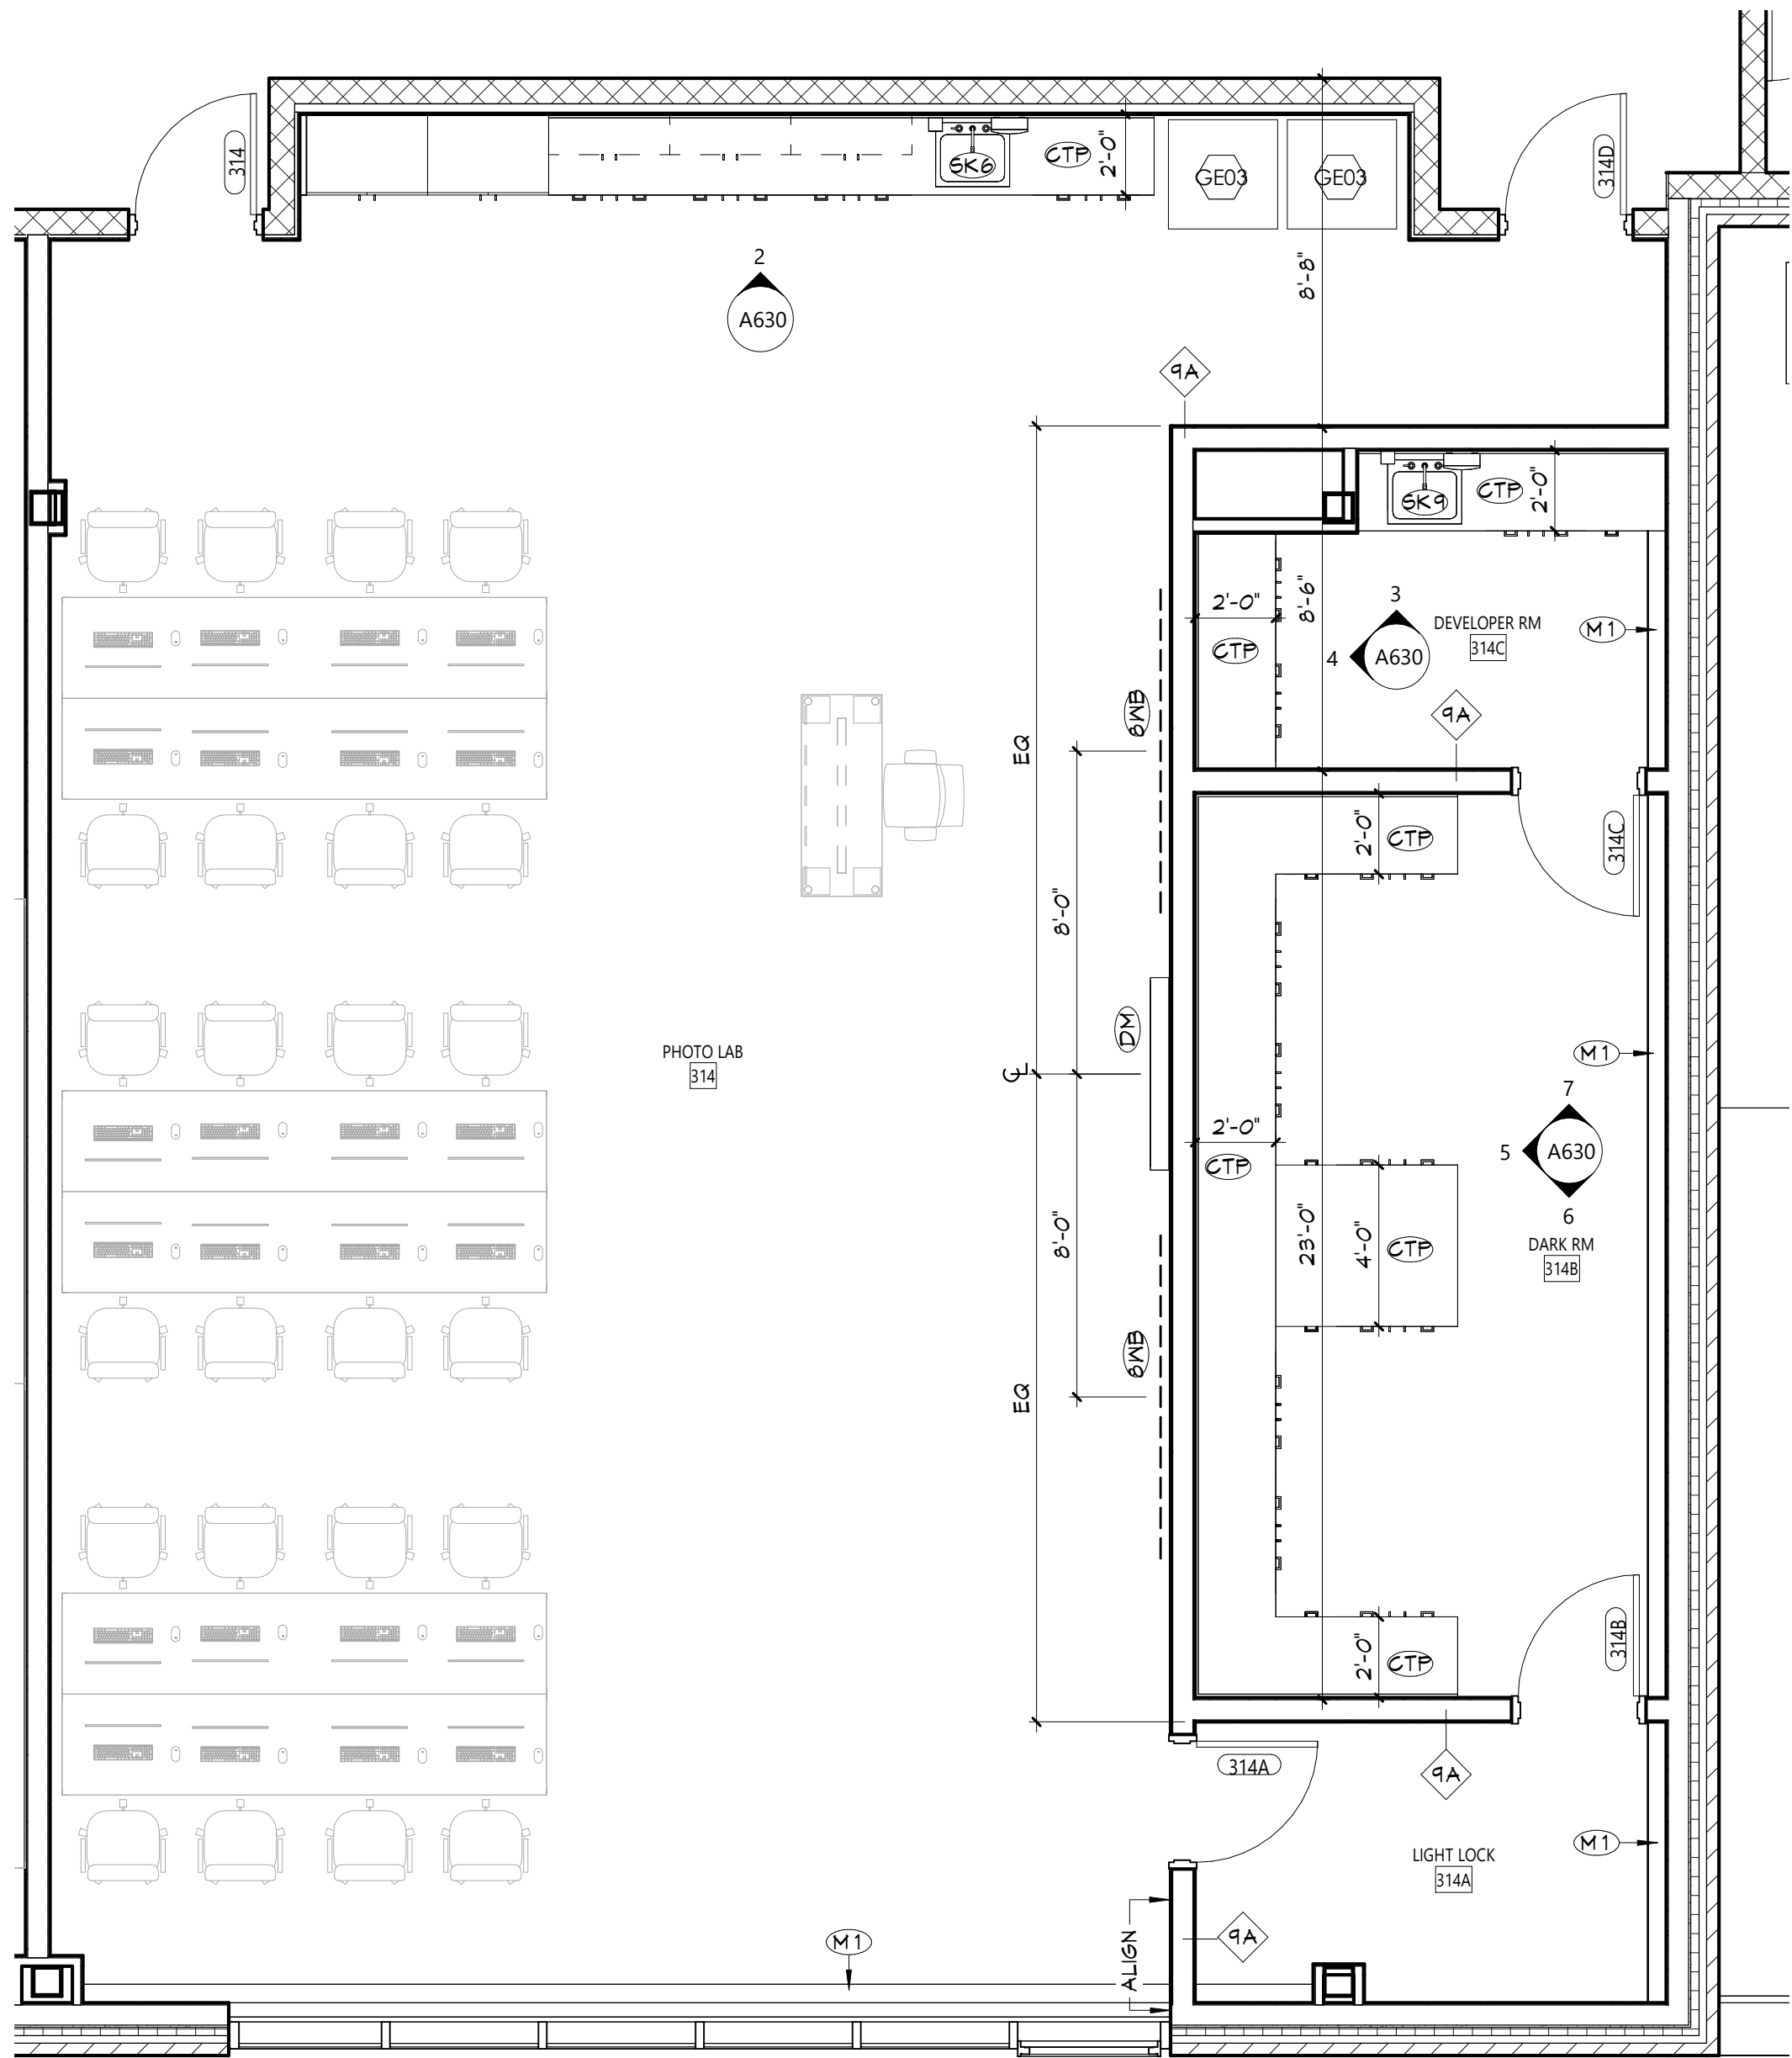 314
314D
SK6
CTP
2'-0"
GE03
GE03
2
A630
8'-8"
9A
SK9
CTP
2'-0"
2'-0"
CTP
8'-6"
3
4
A630
DEVELOPER RM
314C
M1
9A
8WB
EQ
2'-0"
CTP
314C
8'-0"
DM
PHOTO LAB
314
CL
M1
2'-0"
CTP
7
5
A630
6
23'-0"
4'-0"
CTP
8'-0"
DARK RM
314B
8WB
EQ
2'-0"
CTP
314B
314A
9A
LIGHT LOCK
314A
M1
9A
ALIGN
M1